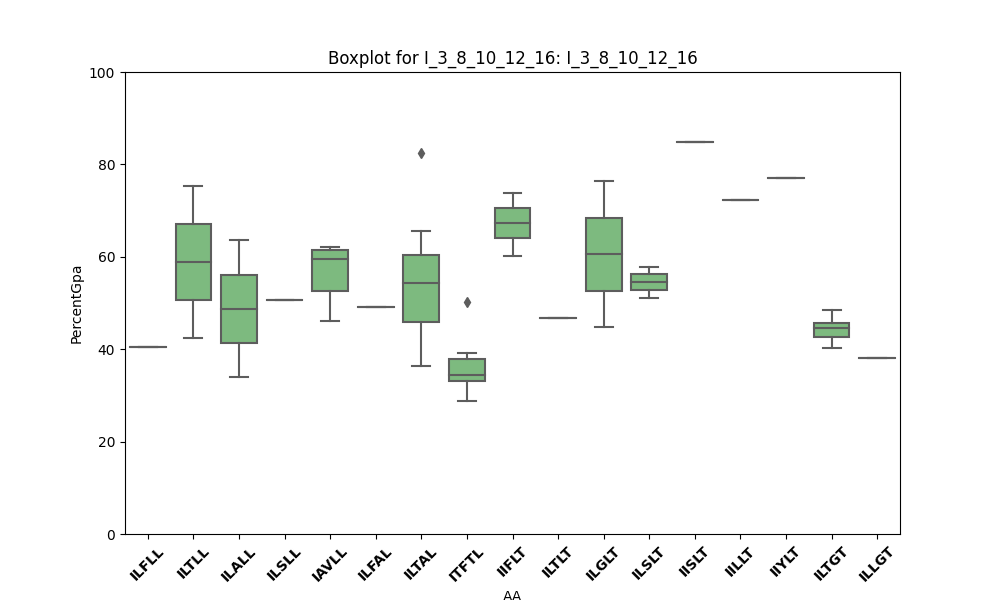 Boxplot for I_3_8_10_12_16: I_3_8_10_12_16
100
80
60
40
20
0
PercentGpa
ILFLL
ILTLL
ILALL
ILSLL
IAVLL
ILFAL
ILTAL
ITFTL
IIFLT
ILTLT
ILGLT
ILSLT
IISLT
IILLT
IIYLT
ILTGT
ILLGT
AA